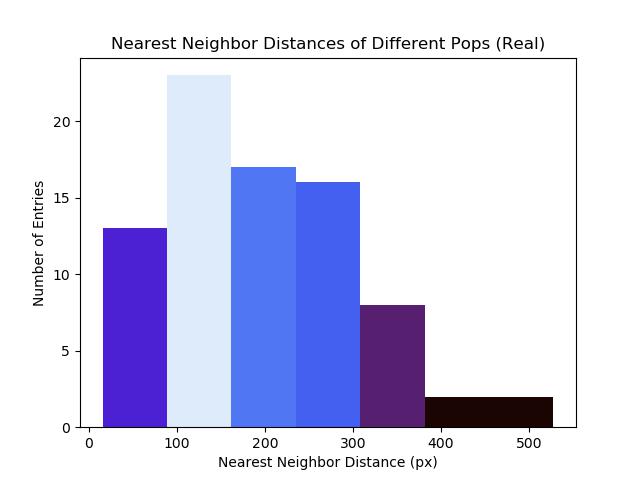 Nearest Neighbor Distances of Different Pops (Real)
20
15
10
5
0
Number of Entries
0 100 200 300 400 500
Nearest Neighbor Distance (px)